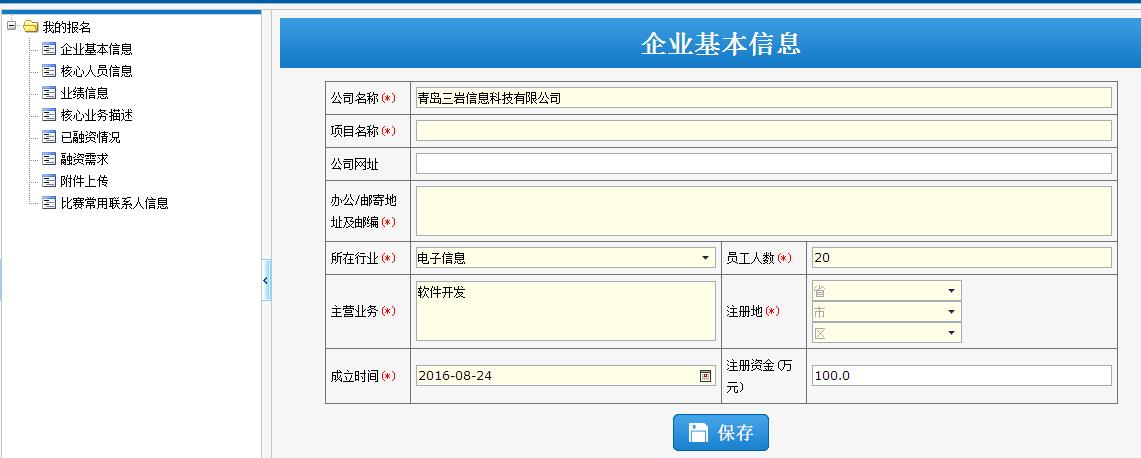 我的报名
企业基本信息
核心人员信息
业绩信息
核心业务描述
已融资情况
融资需求
附件上传
比赛常用联系人信息
企业基本信息
公司名称(*) 青岛三岩信息科技有限公司
项目名称(*)
公司网址
办公/邮寄地
址及邮编(*)
所在行业(*) 电子信息 员工人数(*) 20
主营业务(*) 软件开发 注册地(*) 省
市
区
成立时间(*) 2016-08-24 注册资金(万
元) 100.0
保存